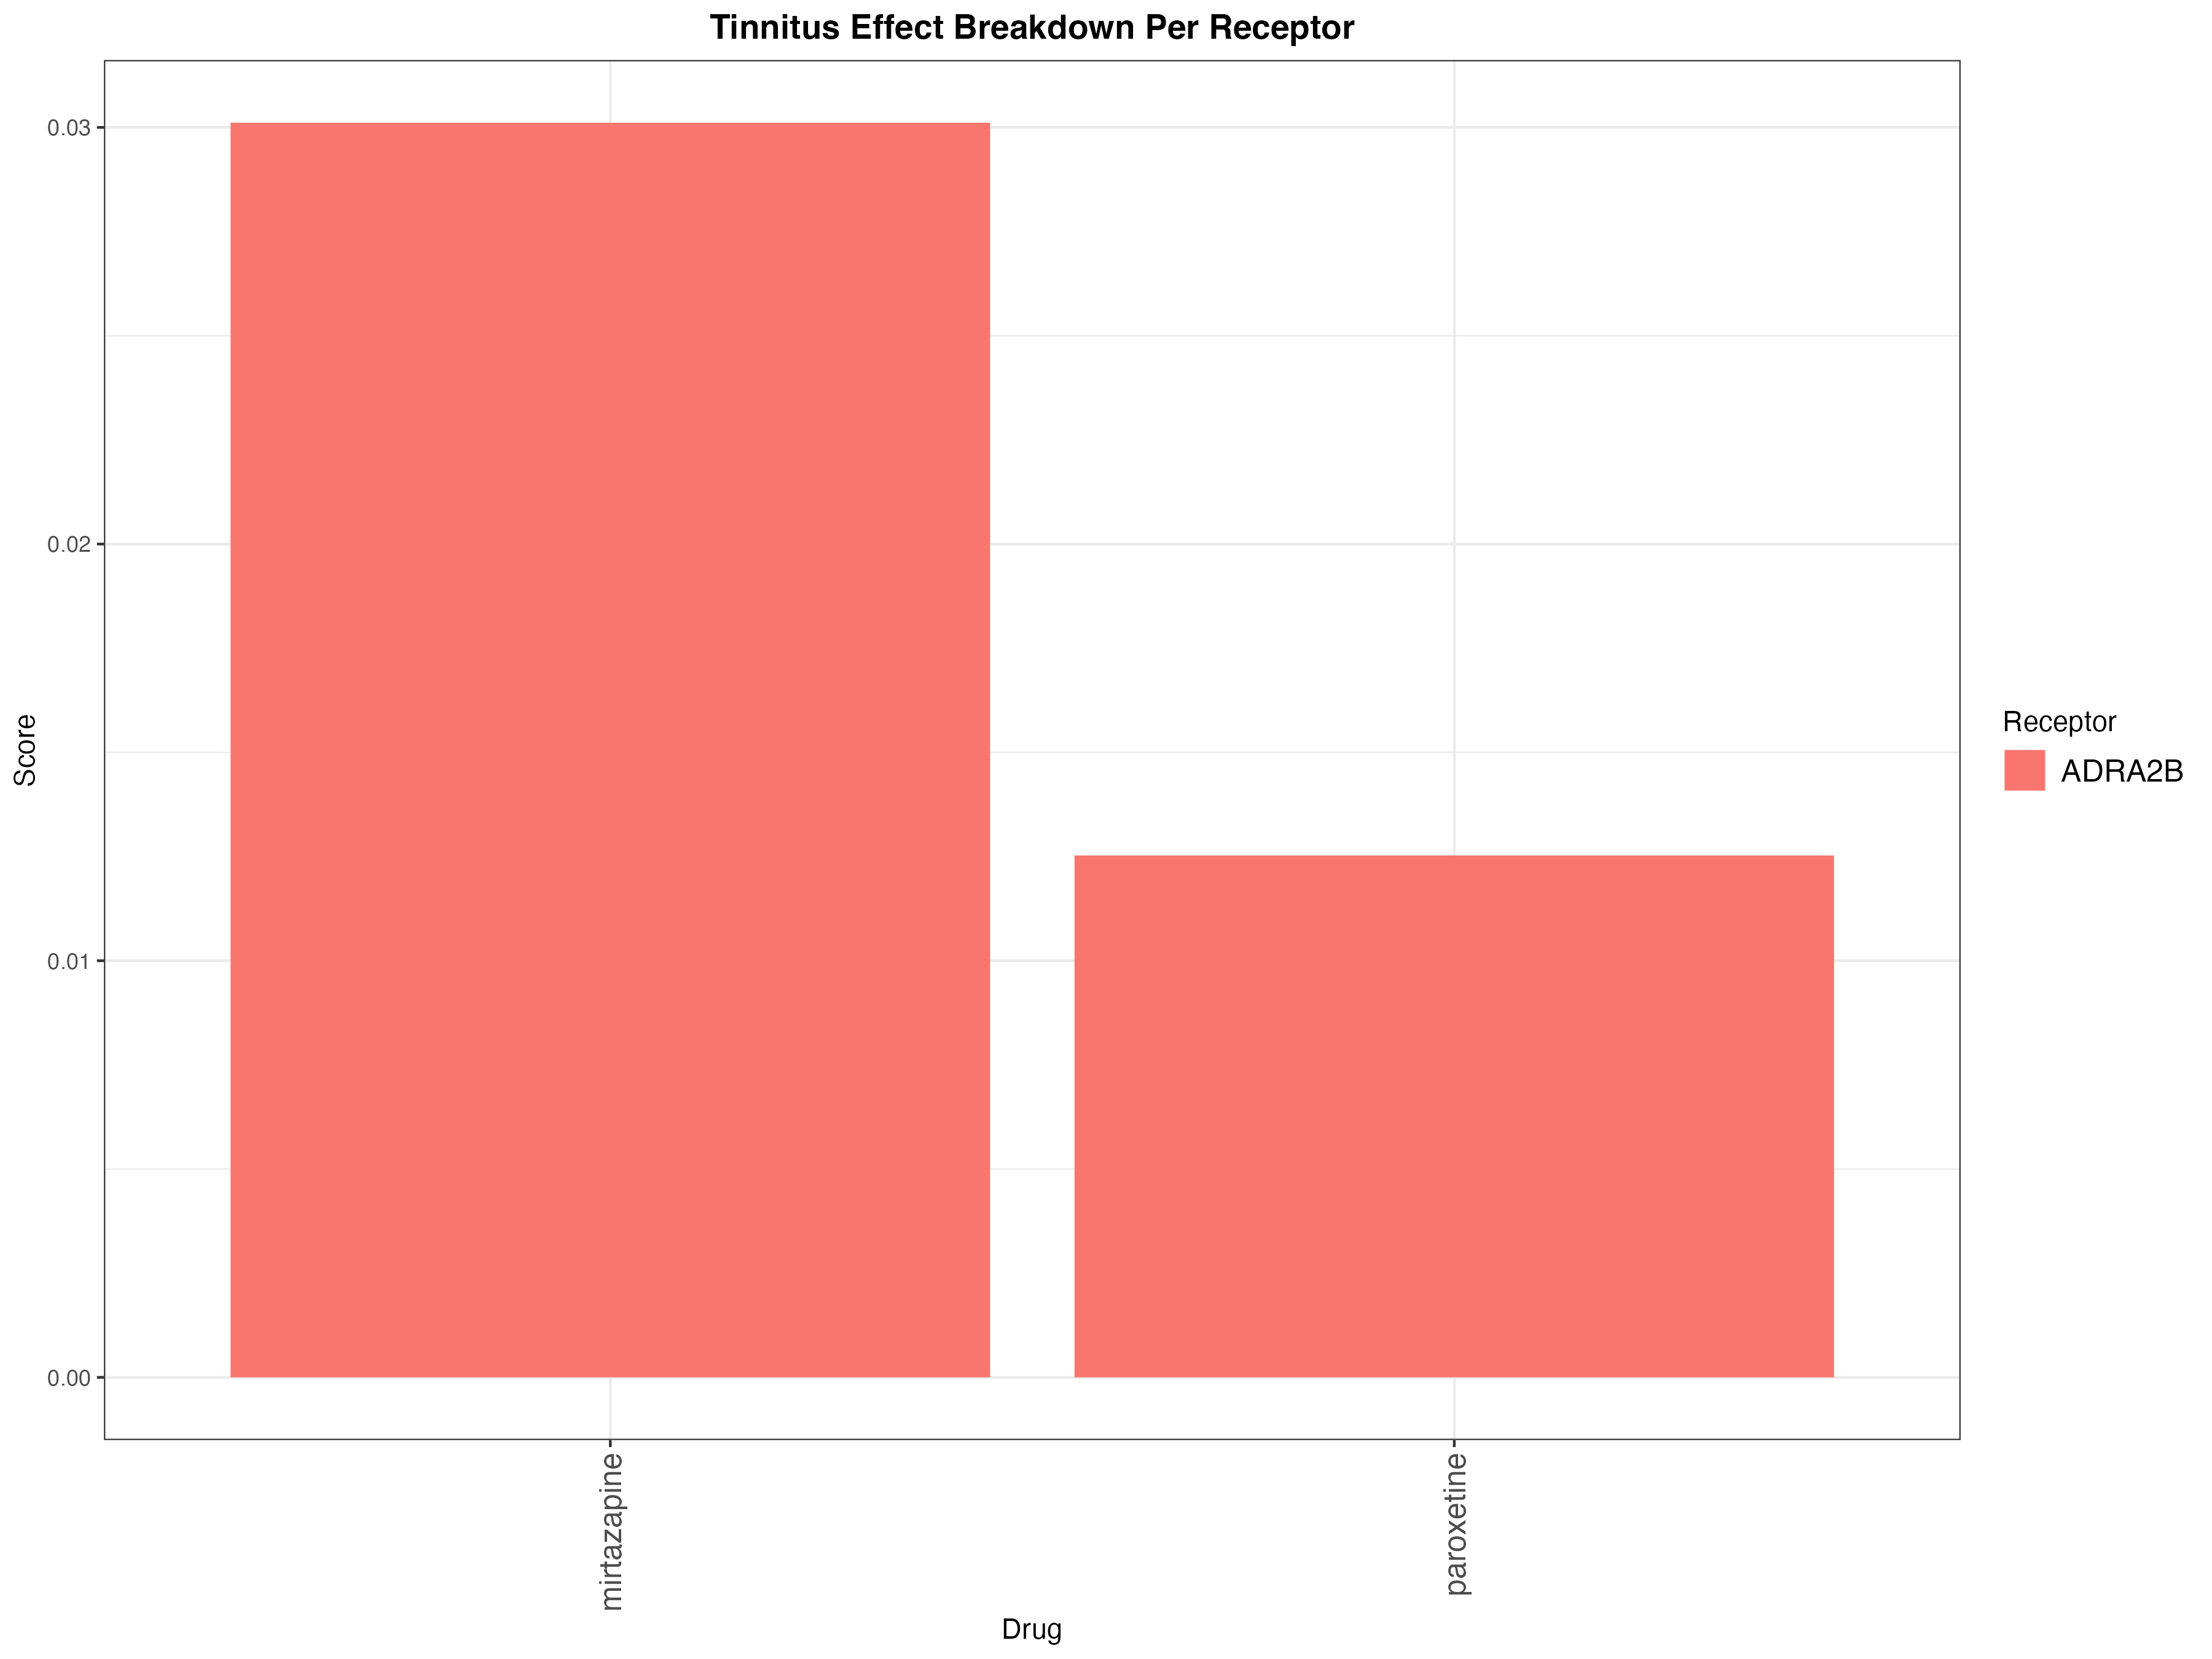 Tinnitus Effect Breakdown Per Receptor
0.03
0.02
0.01
0.00
Score
mirtazapine
paroxetine
Drug
Receptor
ADRA2B